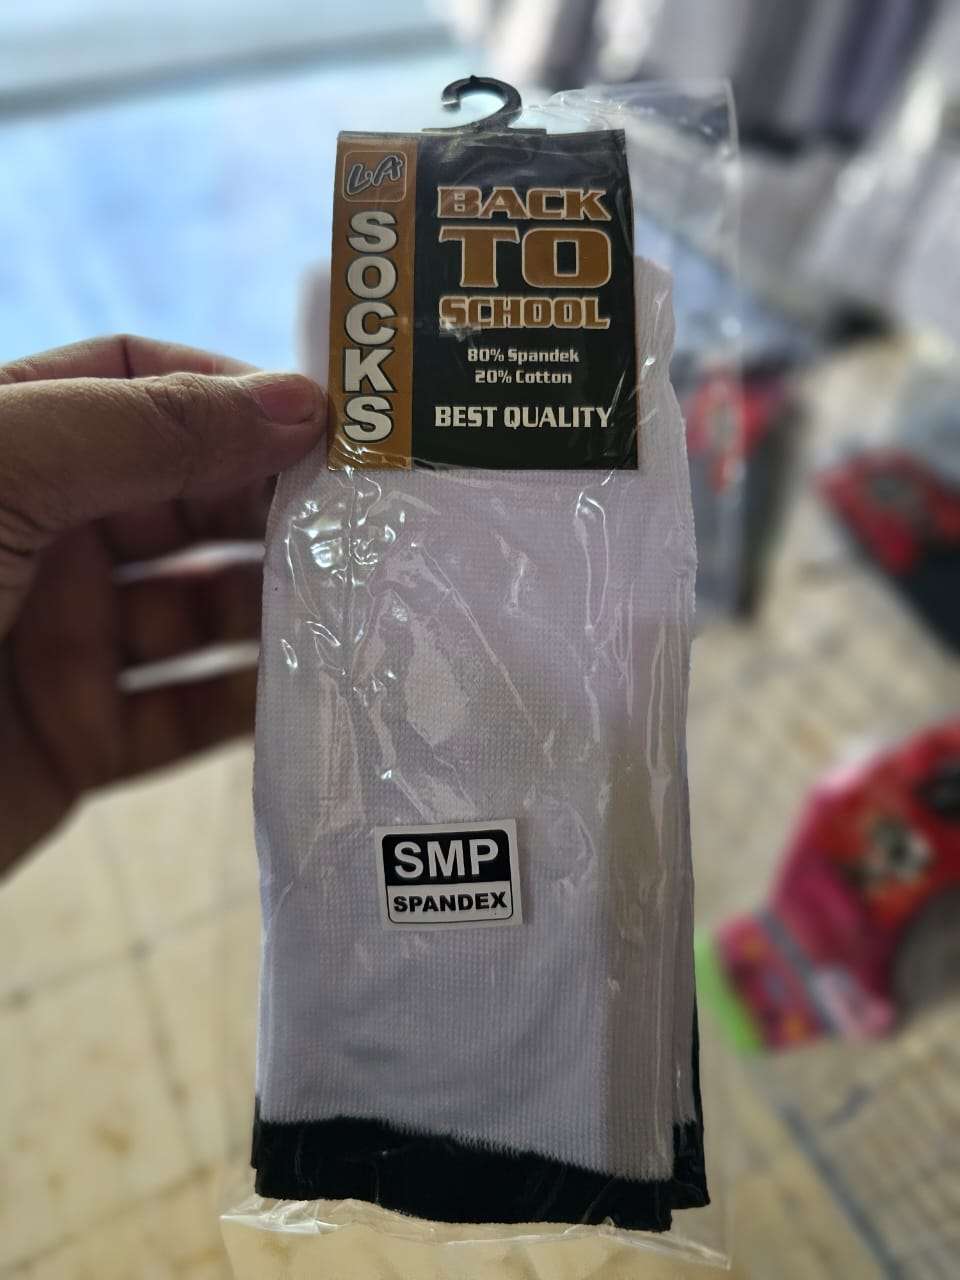 LA
SOCKS
BACK
TO
SCHOOL
80% Spandek
20% Cotton
BEST QUALITY
SMP
SPANDEX